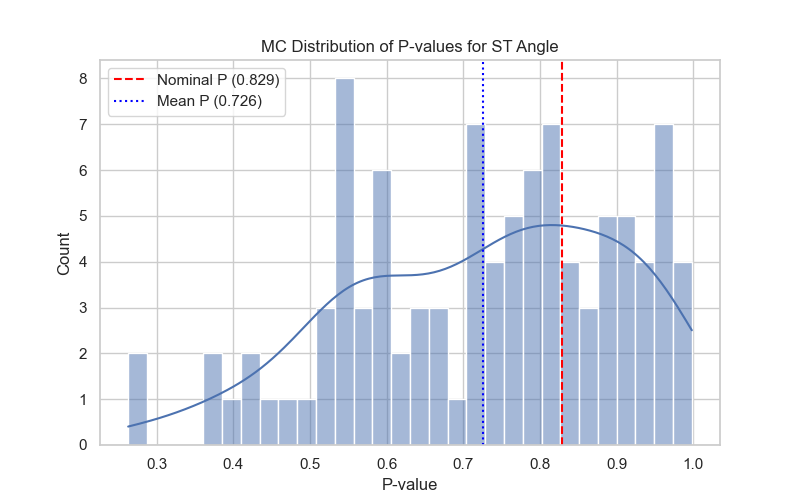 MC Distribution of P-values for ST Angle
Nominal P (0.829)
Mean P (0.726)
Count
8
7
6
5
4
3
2
1
0
0.3 0.4 0.5 0.6 0.7 0.8 0.9 1.0
P-value